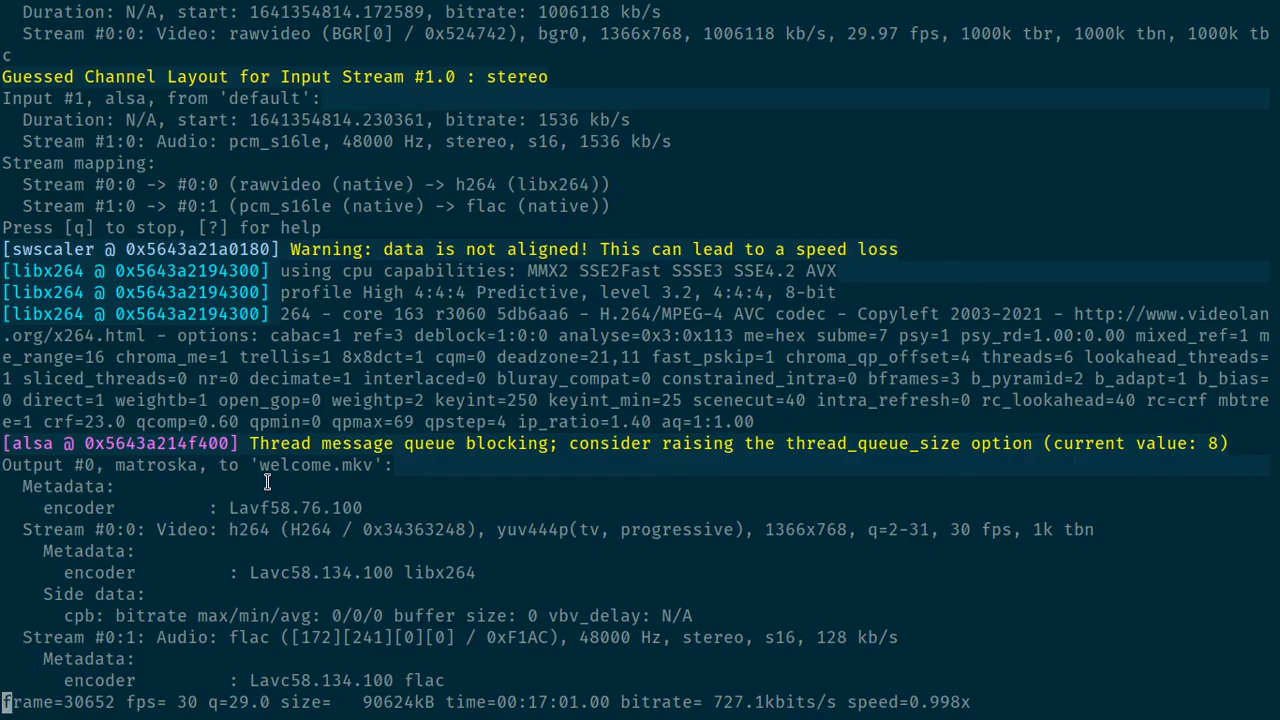 Duration: N/A, start: 1641354814.172589, bitrate: 1006118 kb/s
  Stream #0:0: Video: rawvideo (BGR[0] / 0x524742), bgr0, 1366x768, 1006118 kb/s, 29.97 fps, 1000k tbr, 1000k tbn, 1000k tb
c
Guessed Channel Layout for Input Stream #1.0 : stereo
Input #1, alsa, from 'default':
  Duration: N/A, start: 1641354814.230361, bitrate: 1536 kb/s
  Stream #1:0: Audio: pcm_s16le, 48000 Hz, stereo, s16, 1536 kb/s
Stream mapping:
  Stream #0:0 -> #0:0 (rawvideo (native) -> h264 (libx264))
  Stream #1:0 -> #0:1 (pcm_s16le (native) -> flac (native))
Press [q] to stop, [?] for help
[swscaler @ 0x5643a21a0180] Warning: data is not aligned! This can lead to a speed loss
[libx264 @ 0x5643a2194300] using cpu capabilities: MMX2 SSE2Fast SSSE3 SSE4.2 AVX
[libx264 @ 0x5643a2194300] profile High 4:4:4 Predictive, level 3.2, 4:4:4, 8-bit
[libx264 @ 0x5643a2194300] 264 - core 163 r3060 5db6aa6 - H.264/MPEG-4 AVC codec - Copyleft 2003-2021 - http://www.videolan
.org/x264.html - options: cabac=1 ref=3 deblock=1:0:0 analyse=0x3:0x113 me=hex subme=7 psy=1 psy_rd=1.00:0.00 mixed_ref=1 m
e_range=16 chroma_me=1 trellis=1 8x8dct=1 cqm=0 deadzone=21,11 fast_pskip=1 chroma_qp_offset=4 threads=6 lookahead_threads=
1 sliced_threads=0 nr=0 decimate=1 interlaced=0 bluray_compat=0 constrained_intra=0 bframes=3 b_pyramid=2 b_adapt=1 b_bias=
0 direct=1 weightb=1 open_gop=0 weightp=2 keyint=250 keyint_min=25 scenecut=40 intra_refresh=0 rc_lookahead=40 rc=crf mbtre
e=1 crf=23.0 qcomp=0.60 qpmin=0 qpmax=69 qpstep=4 ip_ratio=1.40 aq=1:1.00
[alsa @ 0x5643a214f400] Thread message queue blocking; consider raising the thread_queue_size option (current value: 8)
Output #0, matroska, to 'welcome.mkv':
  Metadata:
    encoder         : Lavf58.76.100
  Stream #0:0: Video: h264 (H264 / 0x34363248), yuv444p(tv, progressive), 1366x768, q=2-31, 30 fps, 1k tbn
    Metadata:
      encoder         : Lavc58.134.100 libx264
    Side data:
      cpb: bitrate max/min/avg: 0/0/0 buffer size: 0 vbv_delay: N/A
  Stream #0:1: Audio: flac ([172][241][0][0] / 0xF1AC), 48000 Hz, stereo, s16, 128 kb/s
    Metadata:
      encoder         : Lavc58.134.100 flac
frame=30652 fps= 30 q=29.0 size=   90624kB time=00:17:01.00 bitrate= 727.1kbits/s speed=0.998x